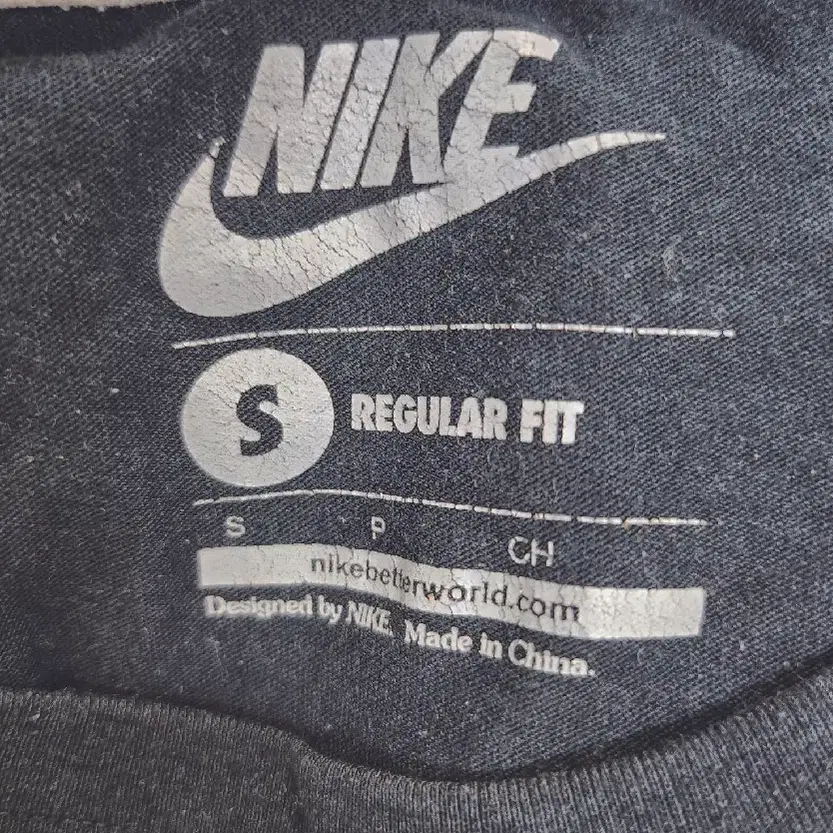 NIKE
S REGULAR FIT
S P CH
nikebetterworld.com
Designed by NIKE. Made in China.